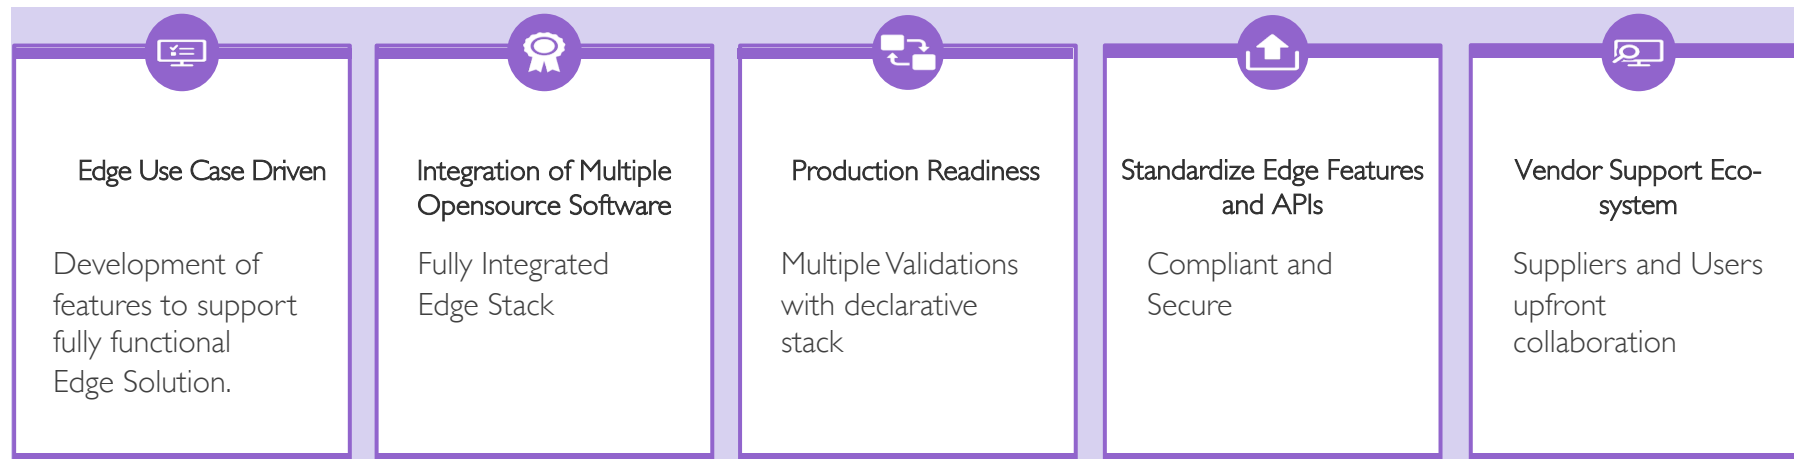 Edge Use Case Driven
Development of
features to support
fully functional
Edge Solution.
Integration of Multiple
Opensource Software
Fully Integrated
Edge Stack
Production Readiness
Multiple Validations
with declarative
stack
Standardize Edge Features
and APIs
Compliant and
Secure
Vendor Support Eco-
system
Suppliers and Users
upfront
collaboration